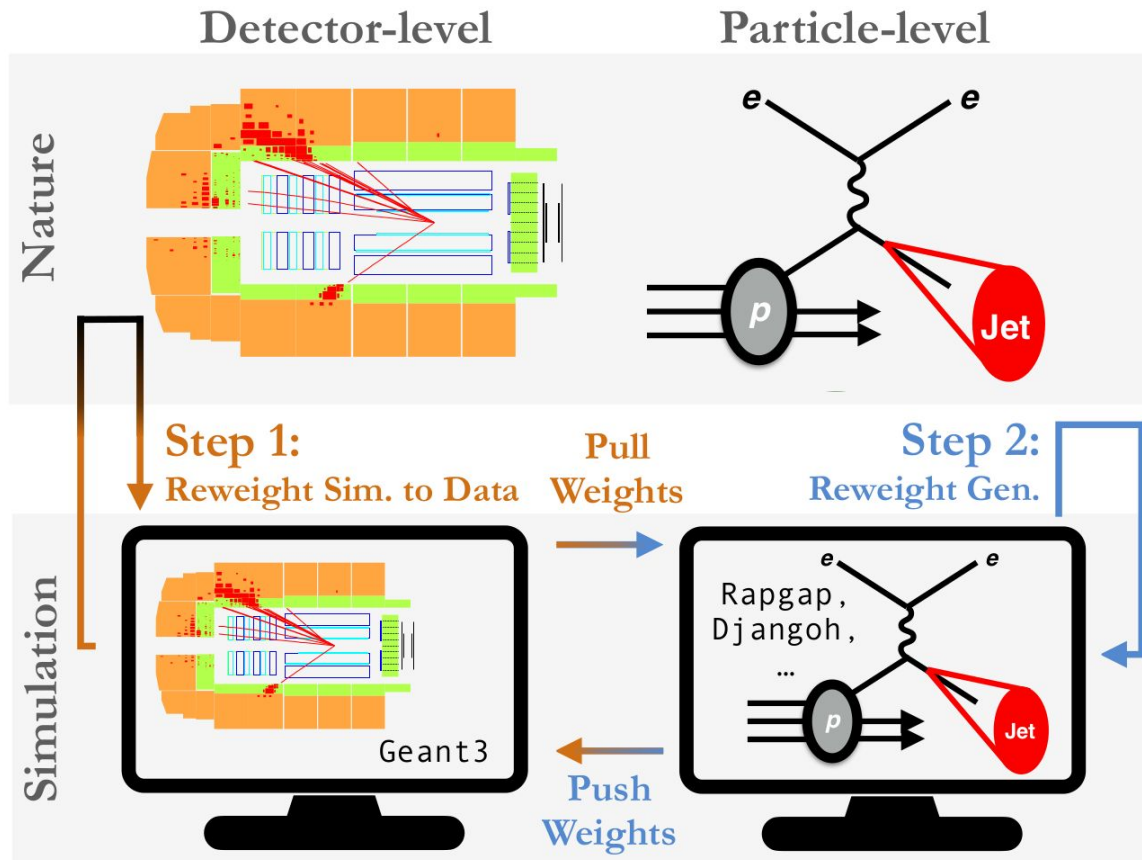 Detector-level
Particle-level
Nature
e
e
p
Jet
Step 1:
Reweight Sim. to Data
Pull
Weights
Step 2:
Reweight Gen.
Simulation
Geant3
Rapgap,
Djangoh,
...
e
e
p
Jet
Push
Weights